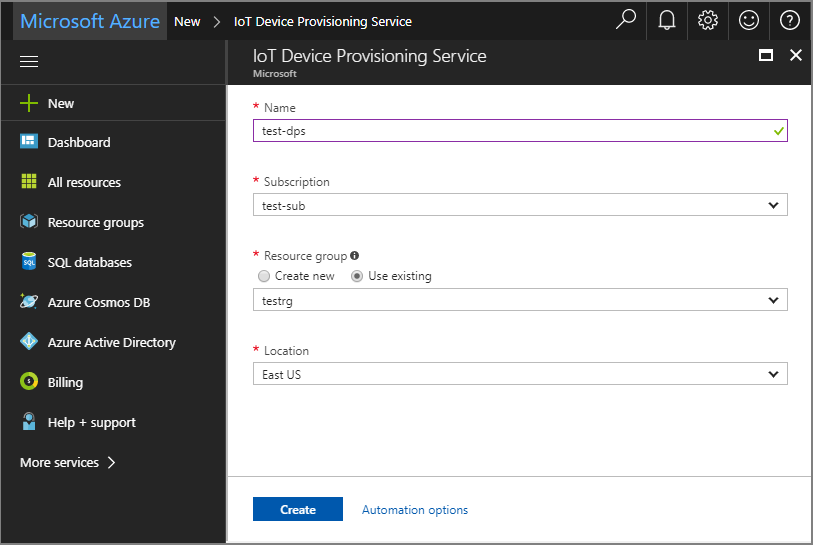 Microsoft Azure New > IoT Device Provisioning Service
IoT Device Provisioning Service
Microsoft
New
Dashboard
All resources
Resource groups
SQL databases
SQL
Azure Cosmos DB
Azure Active Directory
Billing
Help + support
More services >
* Name
test-dps
* Subscription
test-sub
* Resource group
Create new Use existing
testrg
* Location
East US
Create Automation options